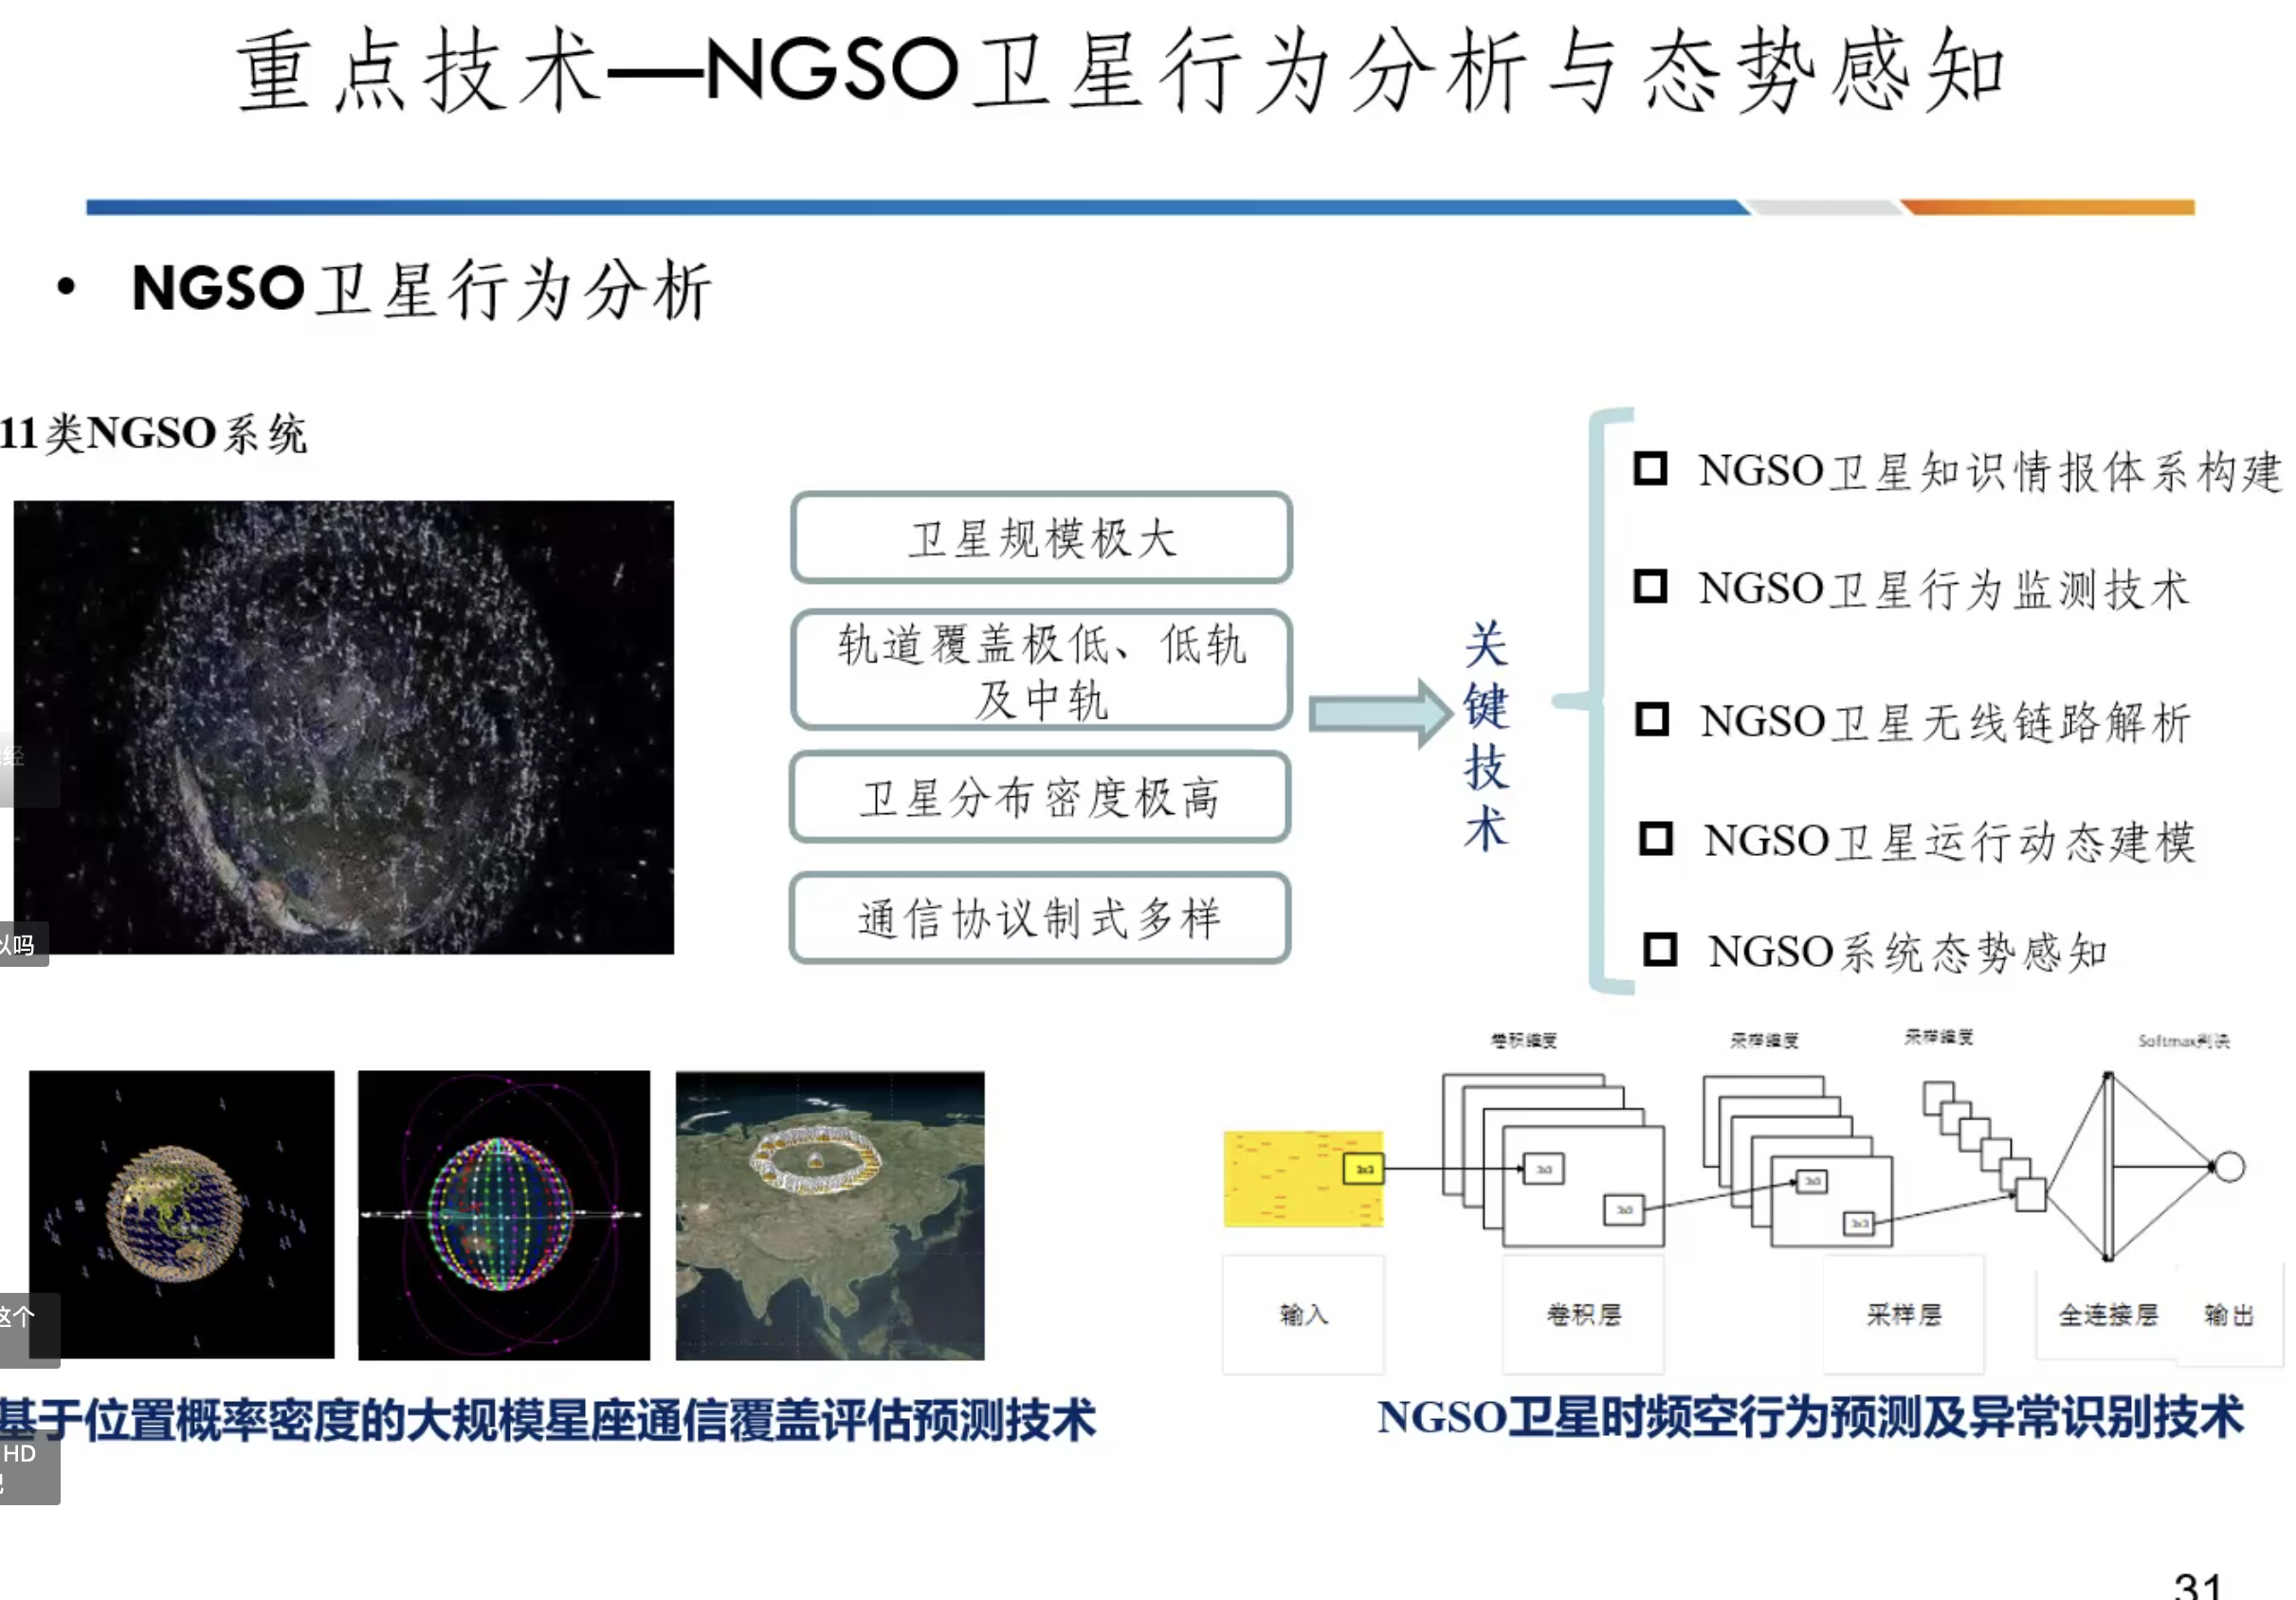 重点技术—NGSO卫星行为分析与态势感知
• NGSO卫星行为分析
11类NGSO系统
卫星规模极大
轨道覆盖极低、低轨
及中轨
卫星分布密度极高
通信协议制式多样
关
键
技
术
NGSO卫星知识情报体系构建
NGSO卫星行为监测技术
NGSO卫星无线链路解析
NGSO卫星运行动态建模
NGSO系统态势感知
经
以吗
这个
HD
卷积维度
采样维度
采样维度
Softmax判决
3x3
3x3
3x3
3x3
3x3
输入
卷积层
采样层
全连接层
输出
基于位置概率密度的大规模星座通信覆盖评估预测技术
NGSO卫星时频空行为预测及异常识别技术
31